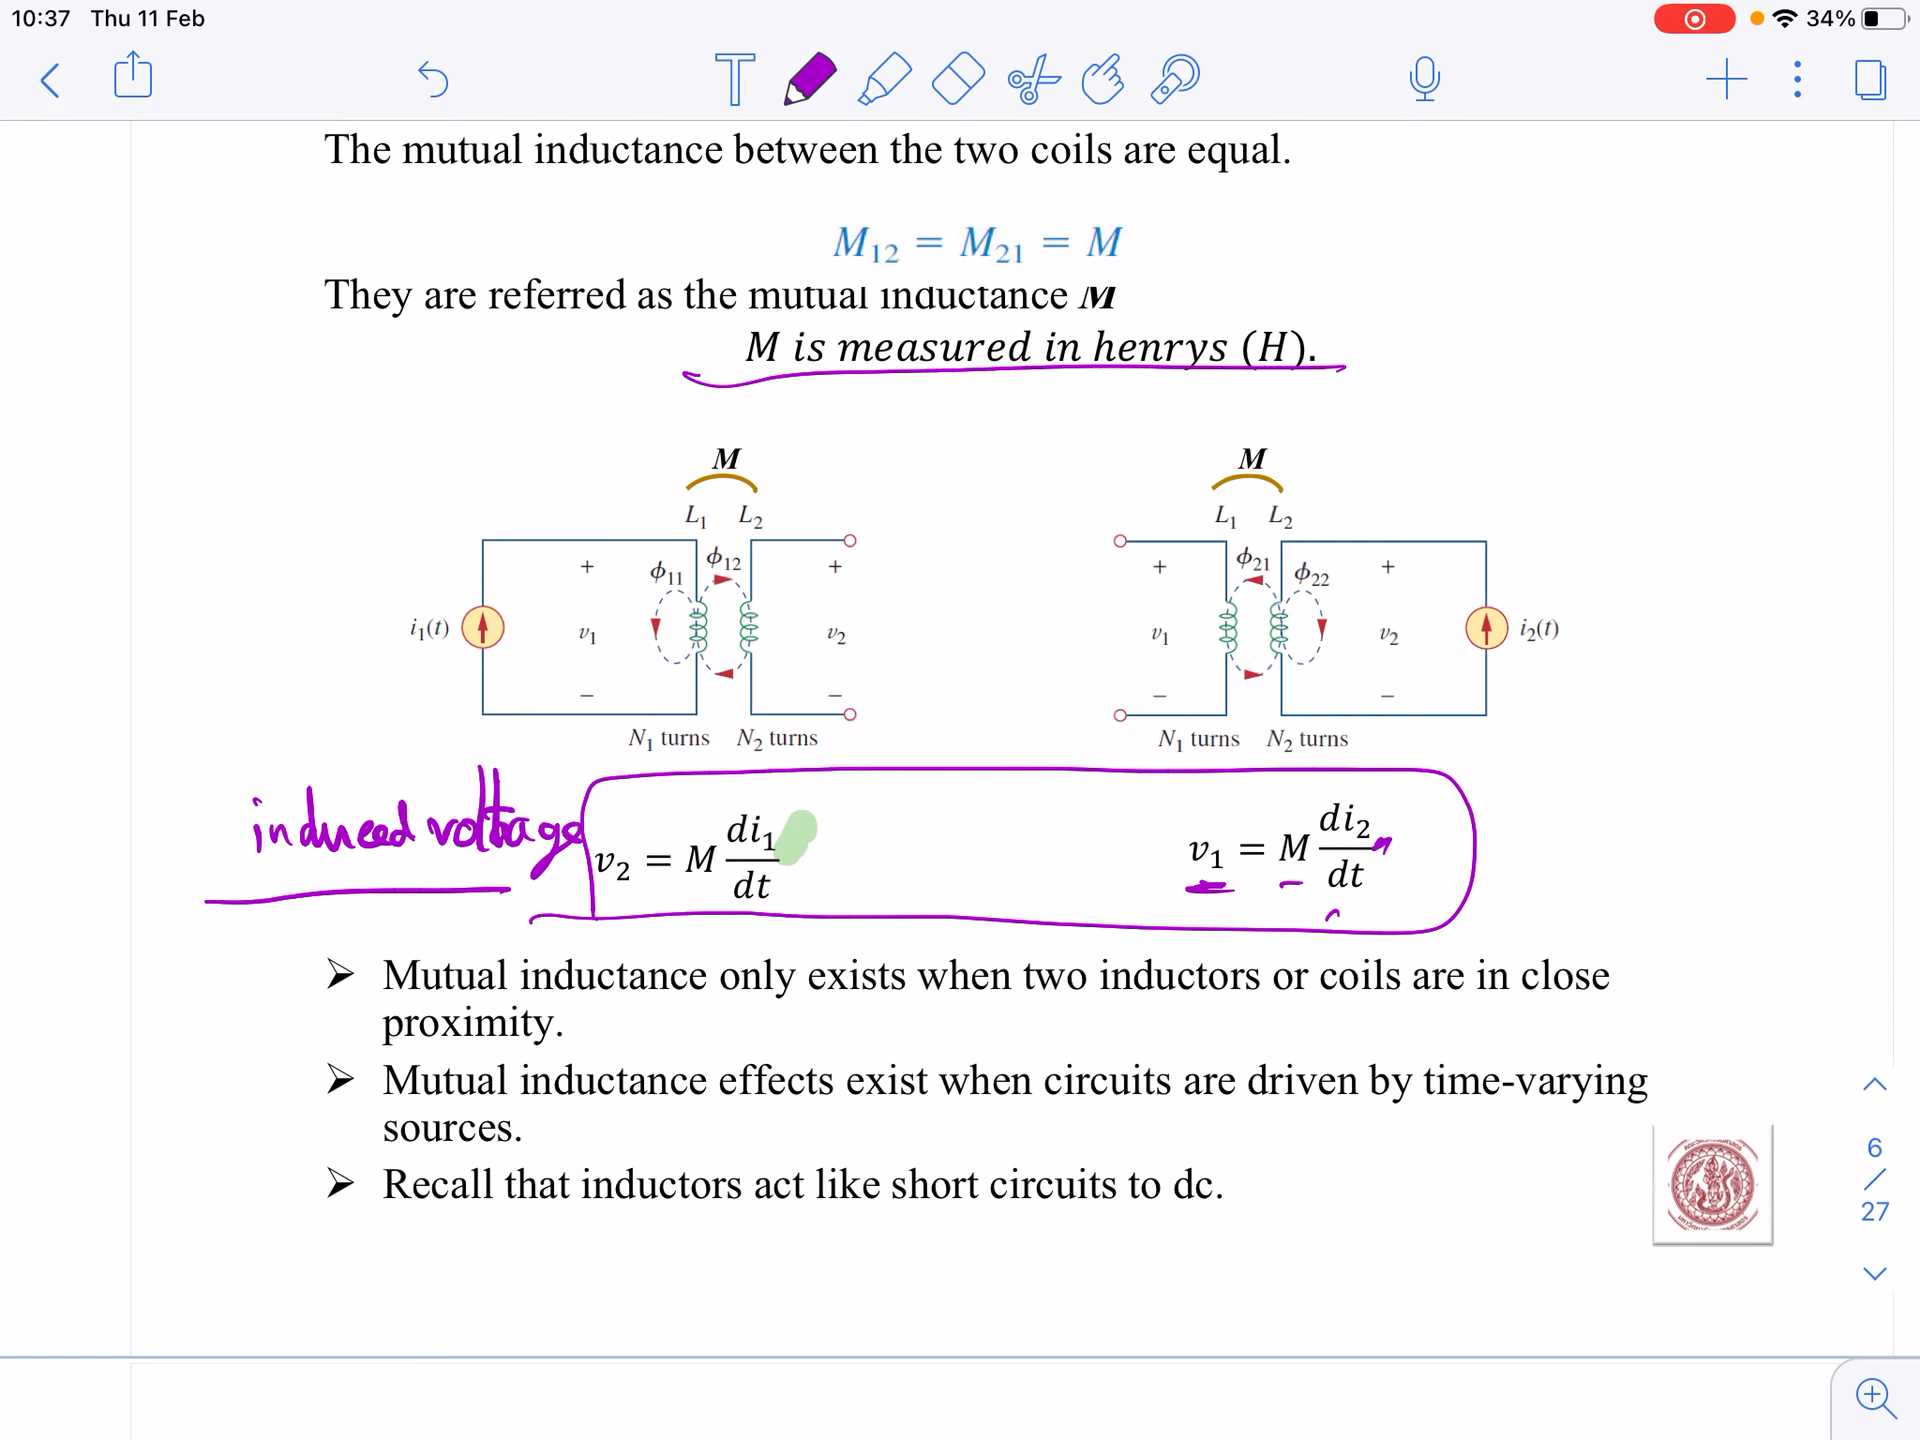 10:37 Thu 11 Feb
34%
The mutual inductance between the two coils are equal.
M₁₂ = M₂₁ = M
They are referred as the mutual inductance M
M is measured in henrys (H).
M
M
L₁ L₂
L₁ L₂
+ ϕ₁₁ ϕ₁₂ +
+ ϕ₂₁ ϕ₂₂ +
i₁(t) v₁ v₂
v₁ v₂ i₂(t)
− −
− −
N₁ turns N₂ turns
N₁ turns N₂ turns
induced voltage
v₂ = M di₁/dt
v₁ = M di₂/dt
➢ Mutual inductance only exists when two inductors or coils are in close
proximity.
➢ Mutual inductance effects exist when circuits are driven by time-varying
sources.
➢ Recall that inductors act like short circuits to dc.
6
/
27